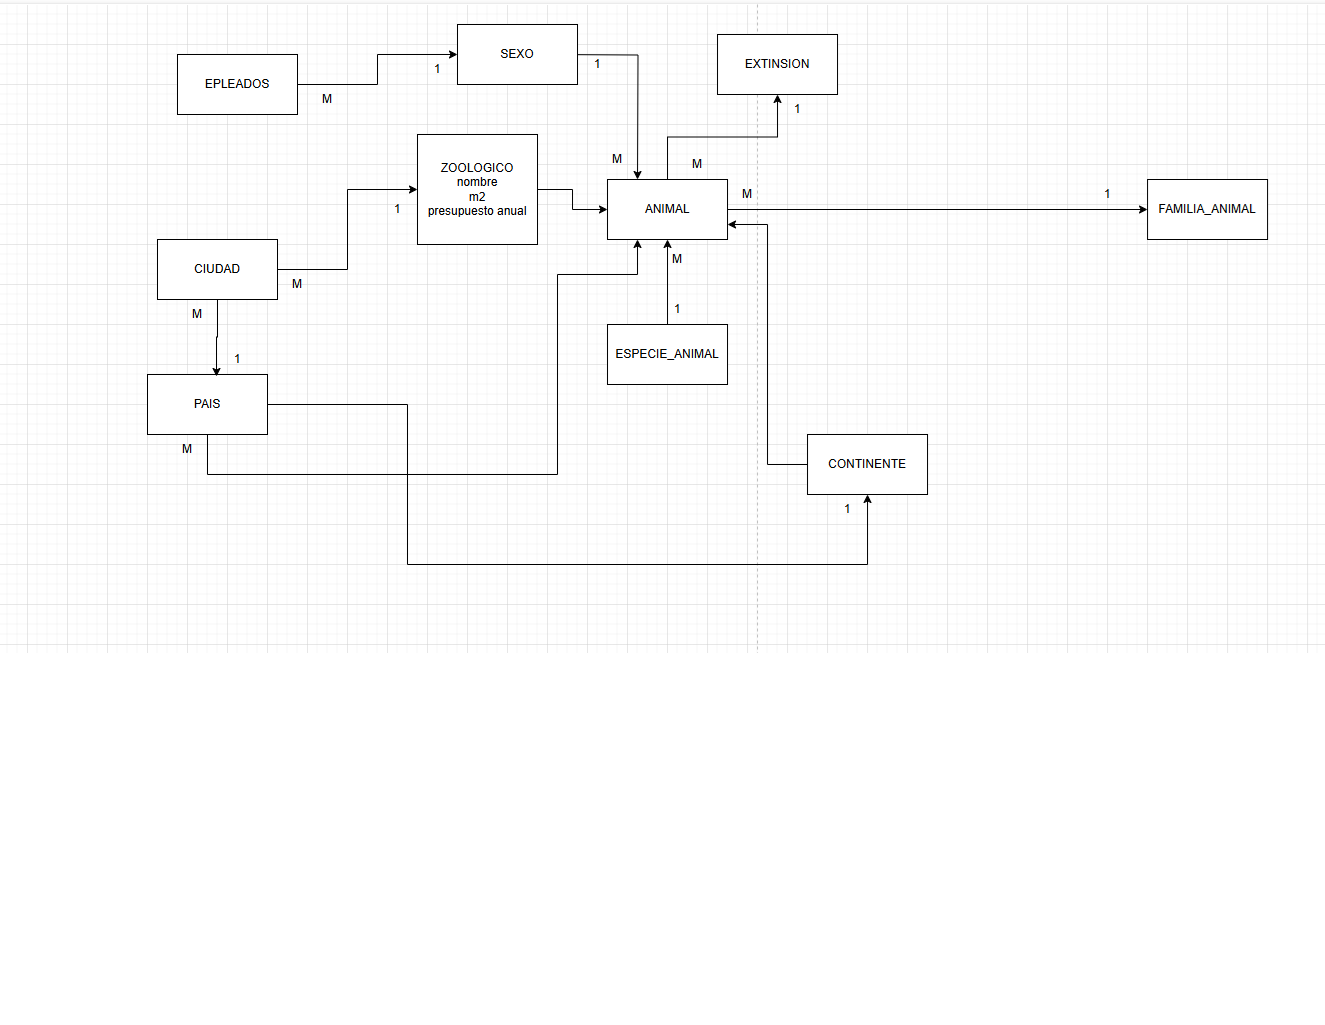 SEXO
1
1
EPLEADOS
M
EXTINSION
1
M
M
ZOOLOGICO
nombre
m2
presupuesto anual
1
ANIMAL
M
1
FAMILIA_ANIMAL
CIUDAD
M
M
M
1
1
ESPECIE_ANIMAL
PAIS
M
CONTINENTE
1